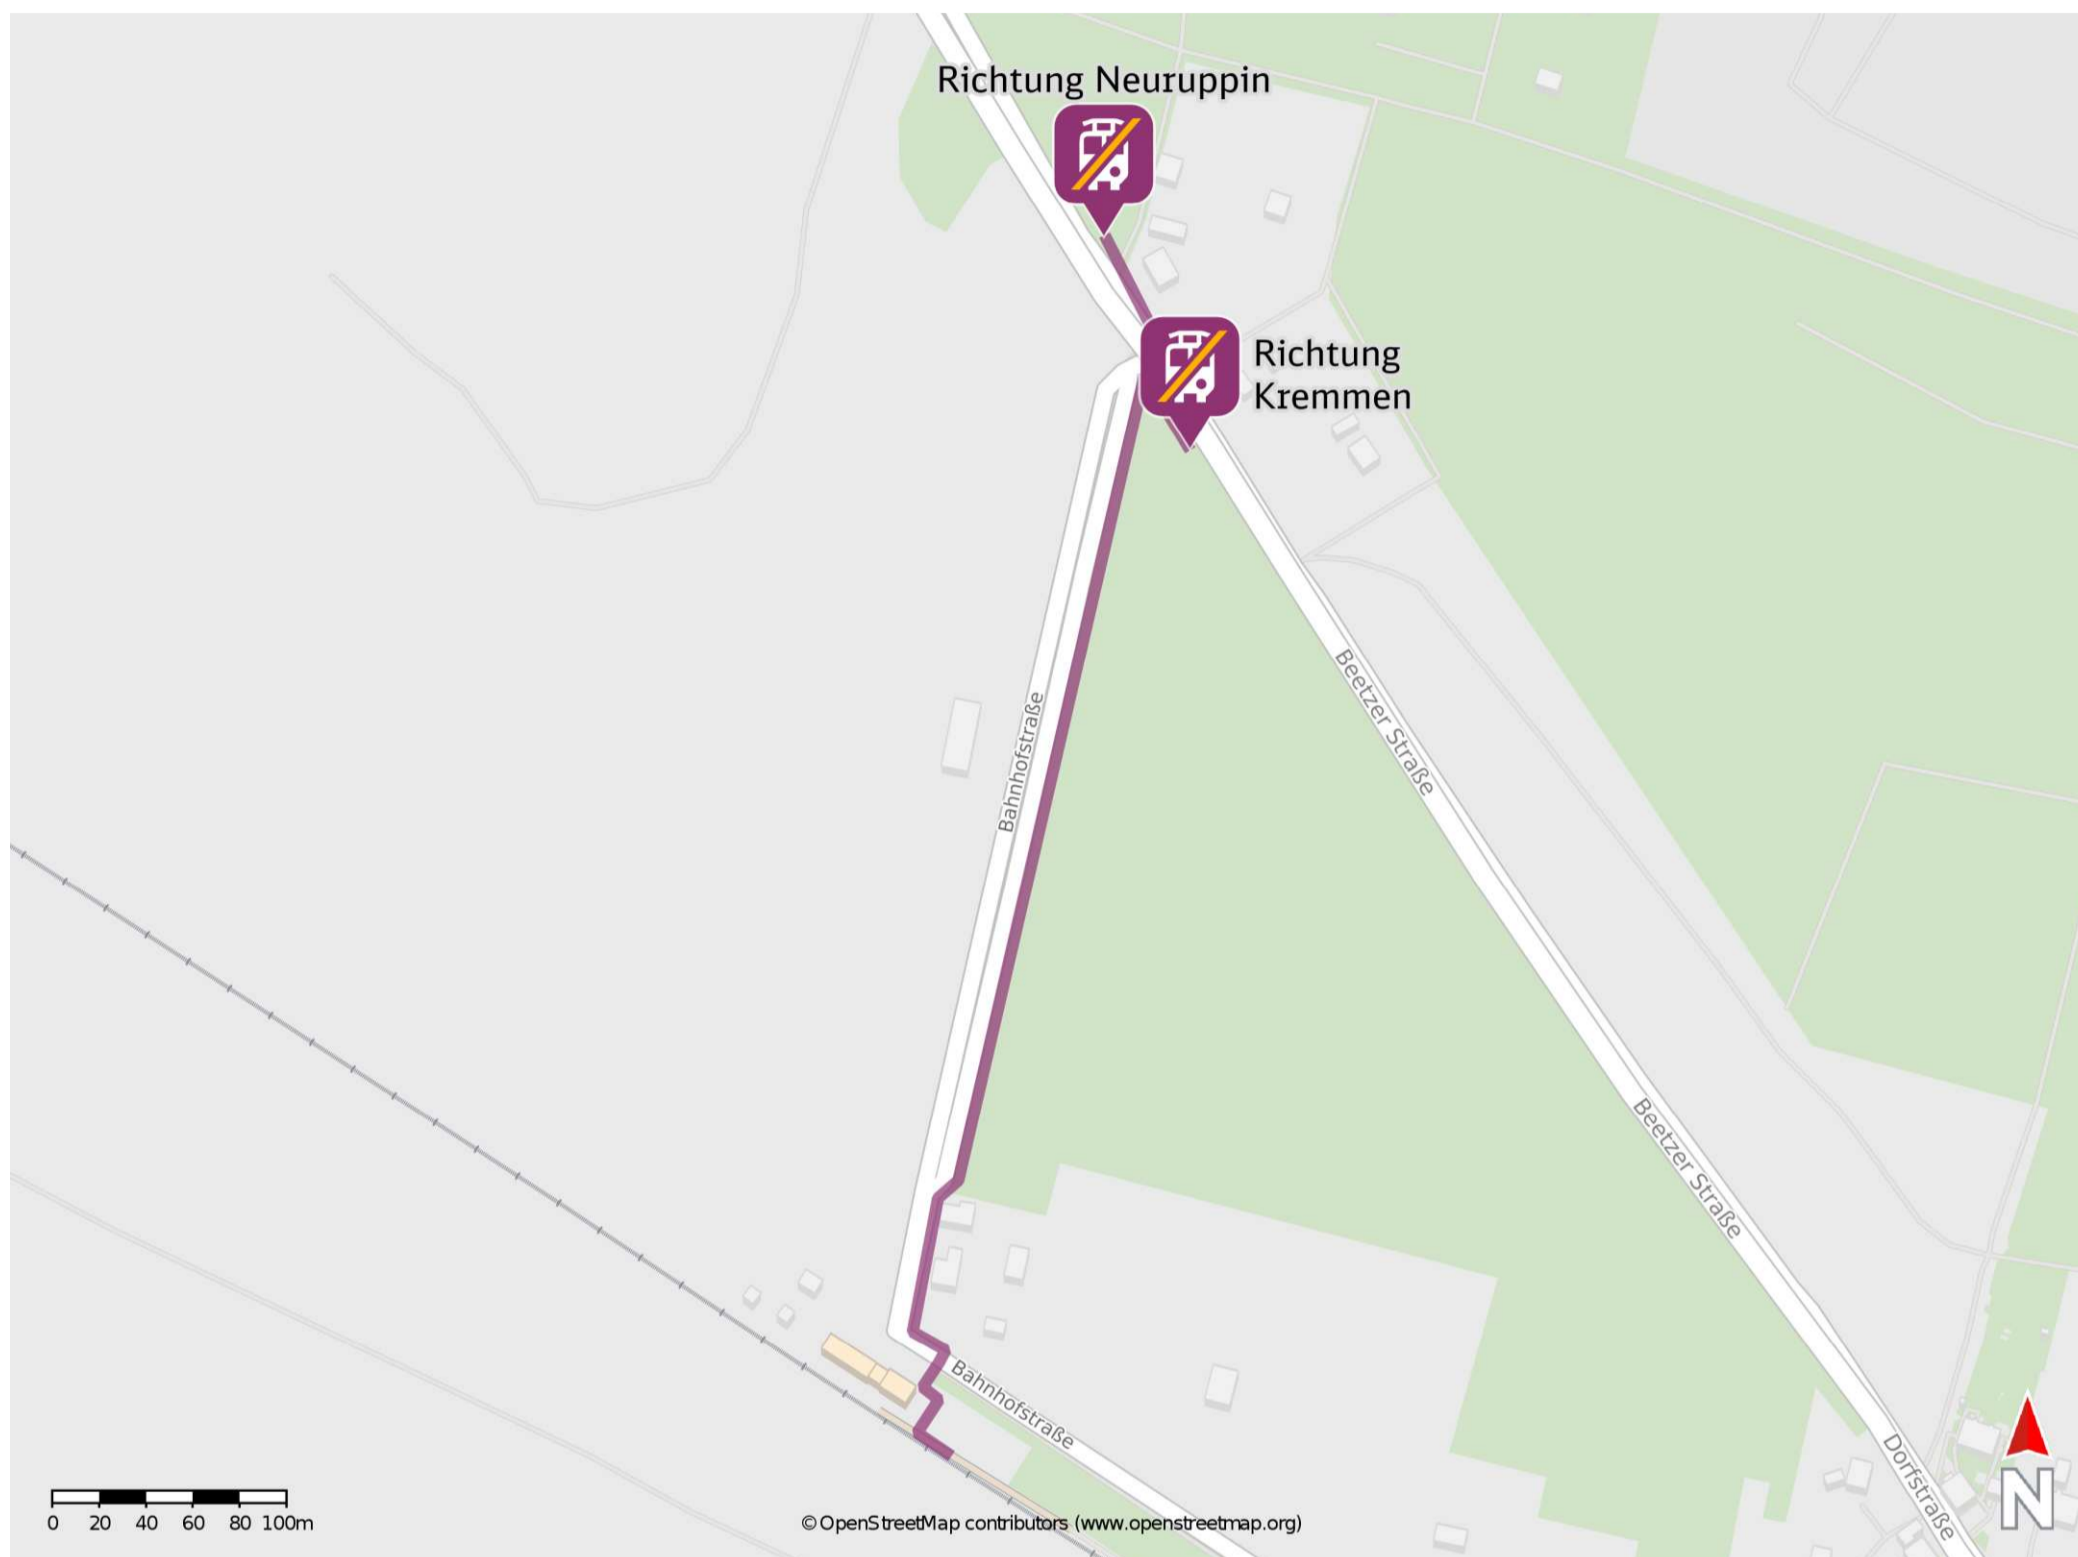 Richtung Neuruppin
Richtung
Kremmen
Bahnhofstraße
Beetzer Straße
Beetzer Straße
Bahnhofstraße
Dorfstraße
N
0 20 40 60 80 100m
© OpenStreetMap contributors (www.openstreetmap.org)